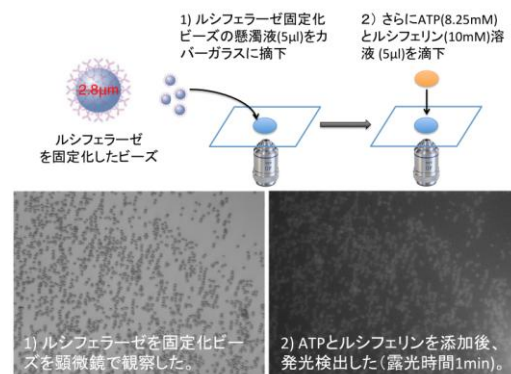 2.8μm
ルシフェラーゼ
を固定化したビーズ
1) ルシフェラーゼ固定化
ビーズの懸濁液(5μl)をカ
バーガラスに摘下
2）さらにATP(8.25mM)
とルシフェリン(10mM)溶
液 (5μl)を滴下
1) ルシフェラーゼを固定化ビー
ズを顕微鏡で観察した。
2) ATPとルシフェリンを添加後、
発光検出した（露光時間1min)。